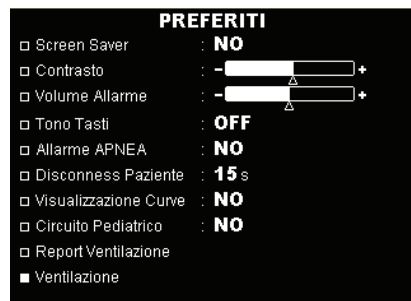 PREFERITI
□ Screen Saver : NO
□ Contrasto : - +
□ Volume Allarme : - +
□ Tono Tasti : OFF
□ Allarme APNEA : NO
□ Disconness Paziente : 15 s
□ Visualizzazione Curve : NO
□ Circuito Pediatrico : NO
□ Report Ventilazione
■ Ventilazione